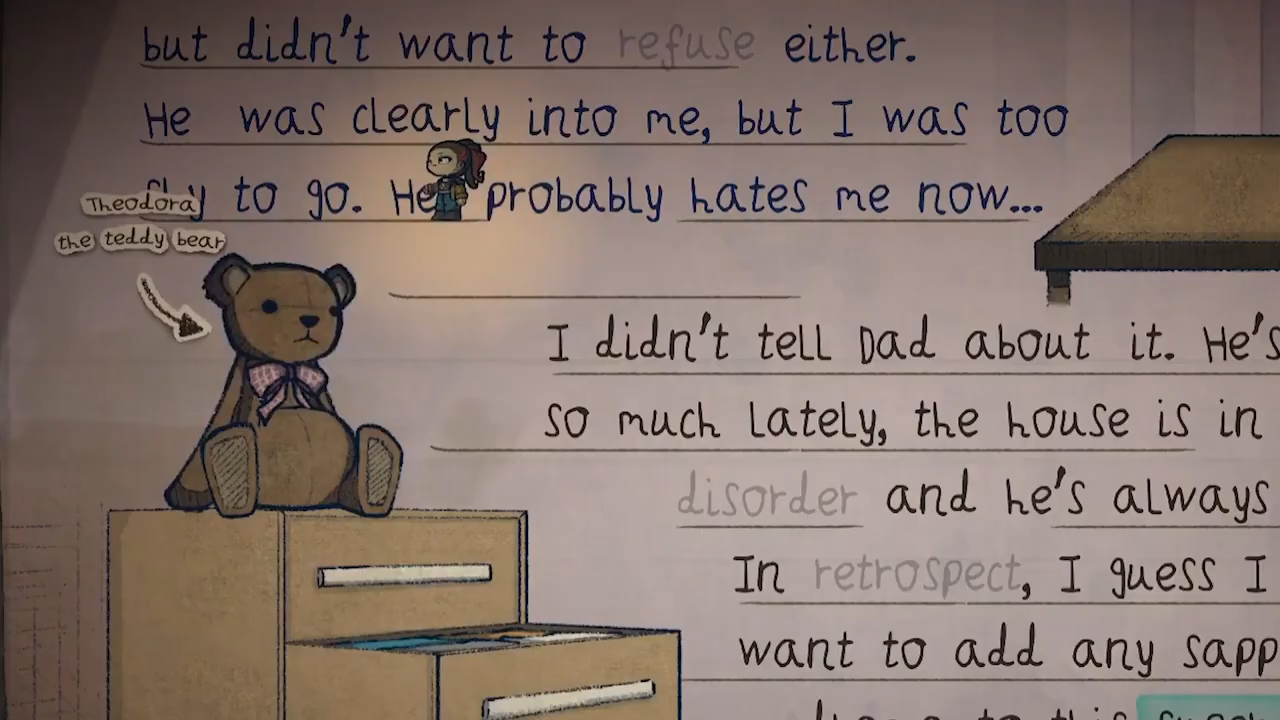 but didn't want to refuse either.
He was clearly into me, but I was too
to go. He probably hates me now...
Theodora
the teddy bear
I didn't tell Dad about it. He's
so much lately, the house is in
disorder and he's always
In retrospect, I guess I
want to add any sapp
to this